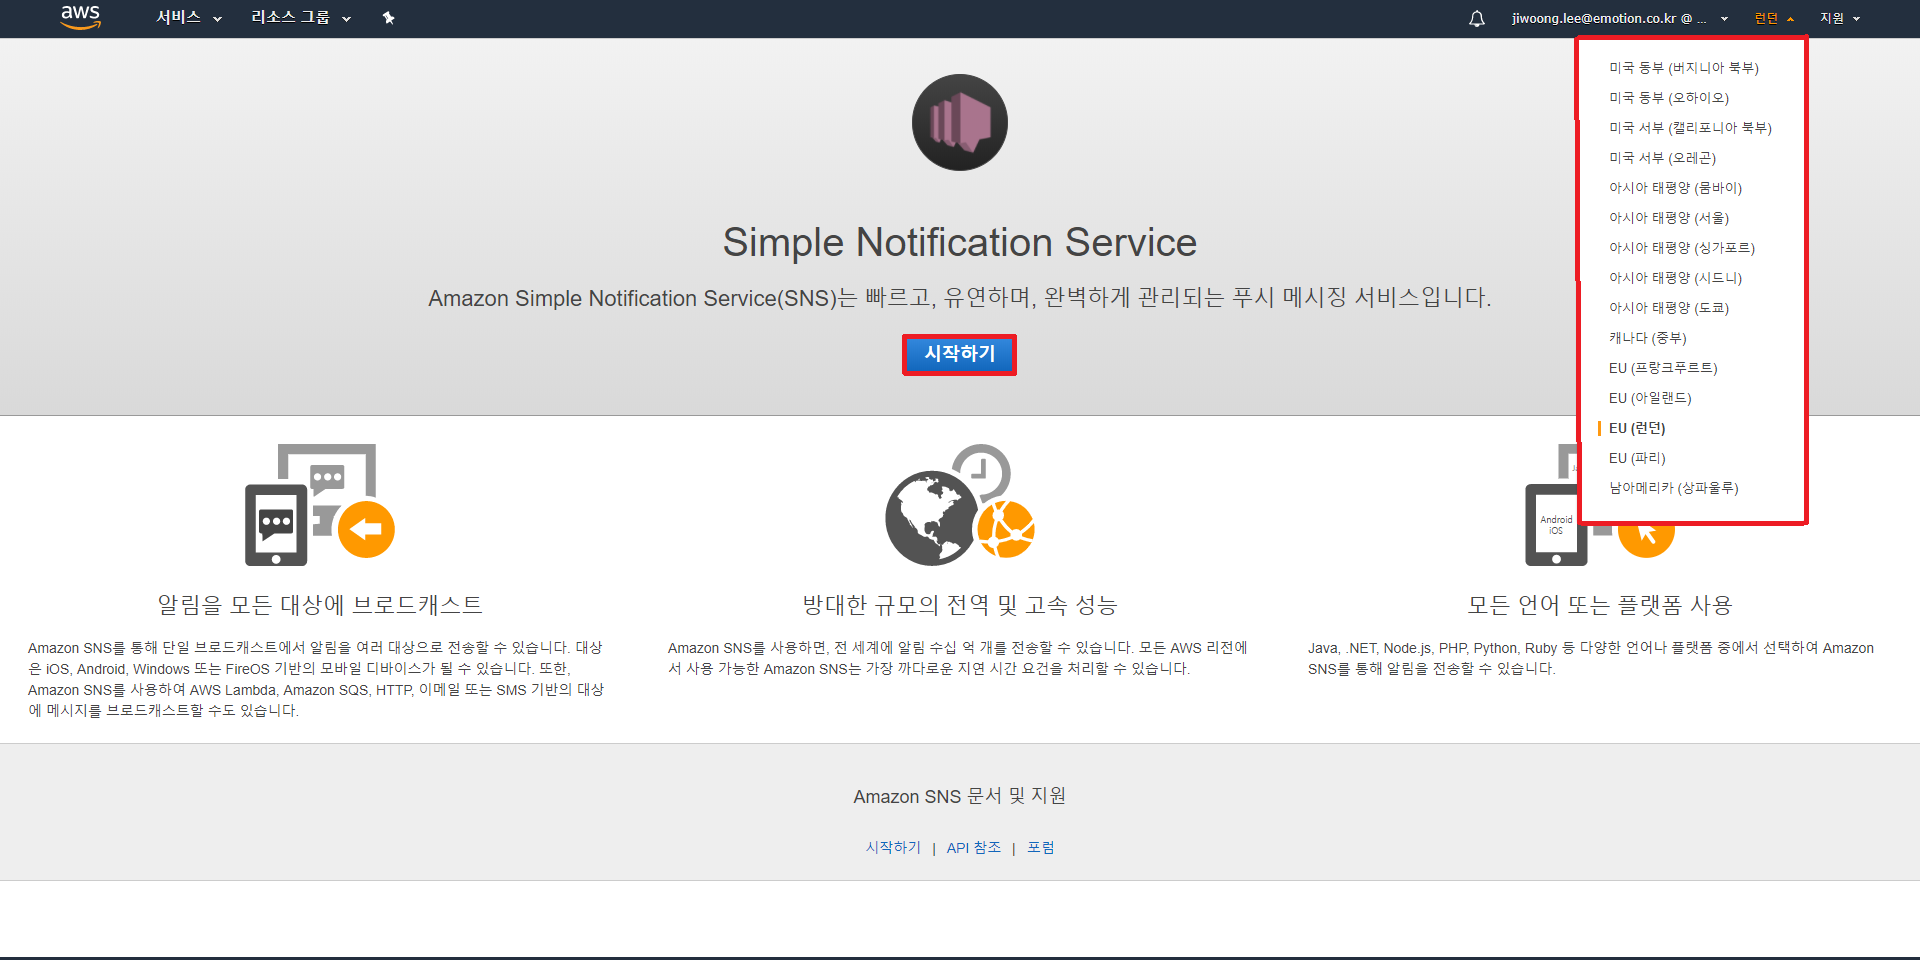 aws 서비스 리소스 그룹 jiwoong.lee@emotion.co.kr @ ... 런던 지원
미국 동부 (버지니아 북부)
미국 동부 (오하이오)
미국 서부 (캘리포니아 북부)
미국 서부 (오레곤)
아시아 태평양 (뭄바이)
아시아 태평양 (서울)
아시아 태평양 (싱가포르)
아시아 태평양 (시드니)
아시아 태평양 (도쿄)
캐나다 (중부)
EU (프랑크푸르트)
EU (아일랜드)
EU (런던)
EU (파리)
남아메리카 (상파울루)
Simple Notification Service
Amazon Simple Notification Service(SNS)는 빠르고, 유연하며, 완벽하게 관리되는 푸시 메시징 서비스입니다.
시작하기
Android
iOS
알림을 모든 대상에 브로드캐스트
Amazon SNS를 통해 단일 브로드캐스트에서 알림을 여러 대상으로 전송할 수 있습니다. 대상
은 iOS, Android, Windows 또는 FireOS 기반의 모바일 디바이스가 될 수 있습니다. 또한,
Amazon SNS를 사용하여 AWS Lambda, Amazon SQS, HTTP, 이메일 또는 SMS 기반의 대상
에 메시지를 브로드캐스트할 수도 있습니다.
방대한 규모의 전역 및 고속 성능
Amazon SNS를 사용하면, 전 세계에 알림 수십 억 개를 전송할 수 있습니다. 모든 AWS 리전에
서 사용 가능한 Amazon SNS는 가장 까다로운 지연 시간 요건을 처리할 수 있습니다.
모든 언어 또는 플랫폼 사용
Java, .NET, Node.js, PHP, Python, Ruby 등 다양한 언어나 플랫폼 중에서 선택하여 Amazon
SNS를 통해 알림을 전송할 수 있습니다.
Amazon SNS 문서 및 지원
시작하기 | API 참조 | 포럼